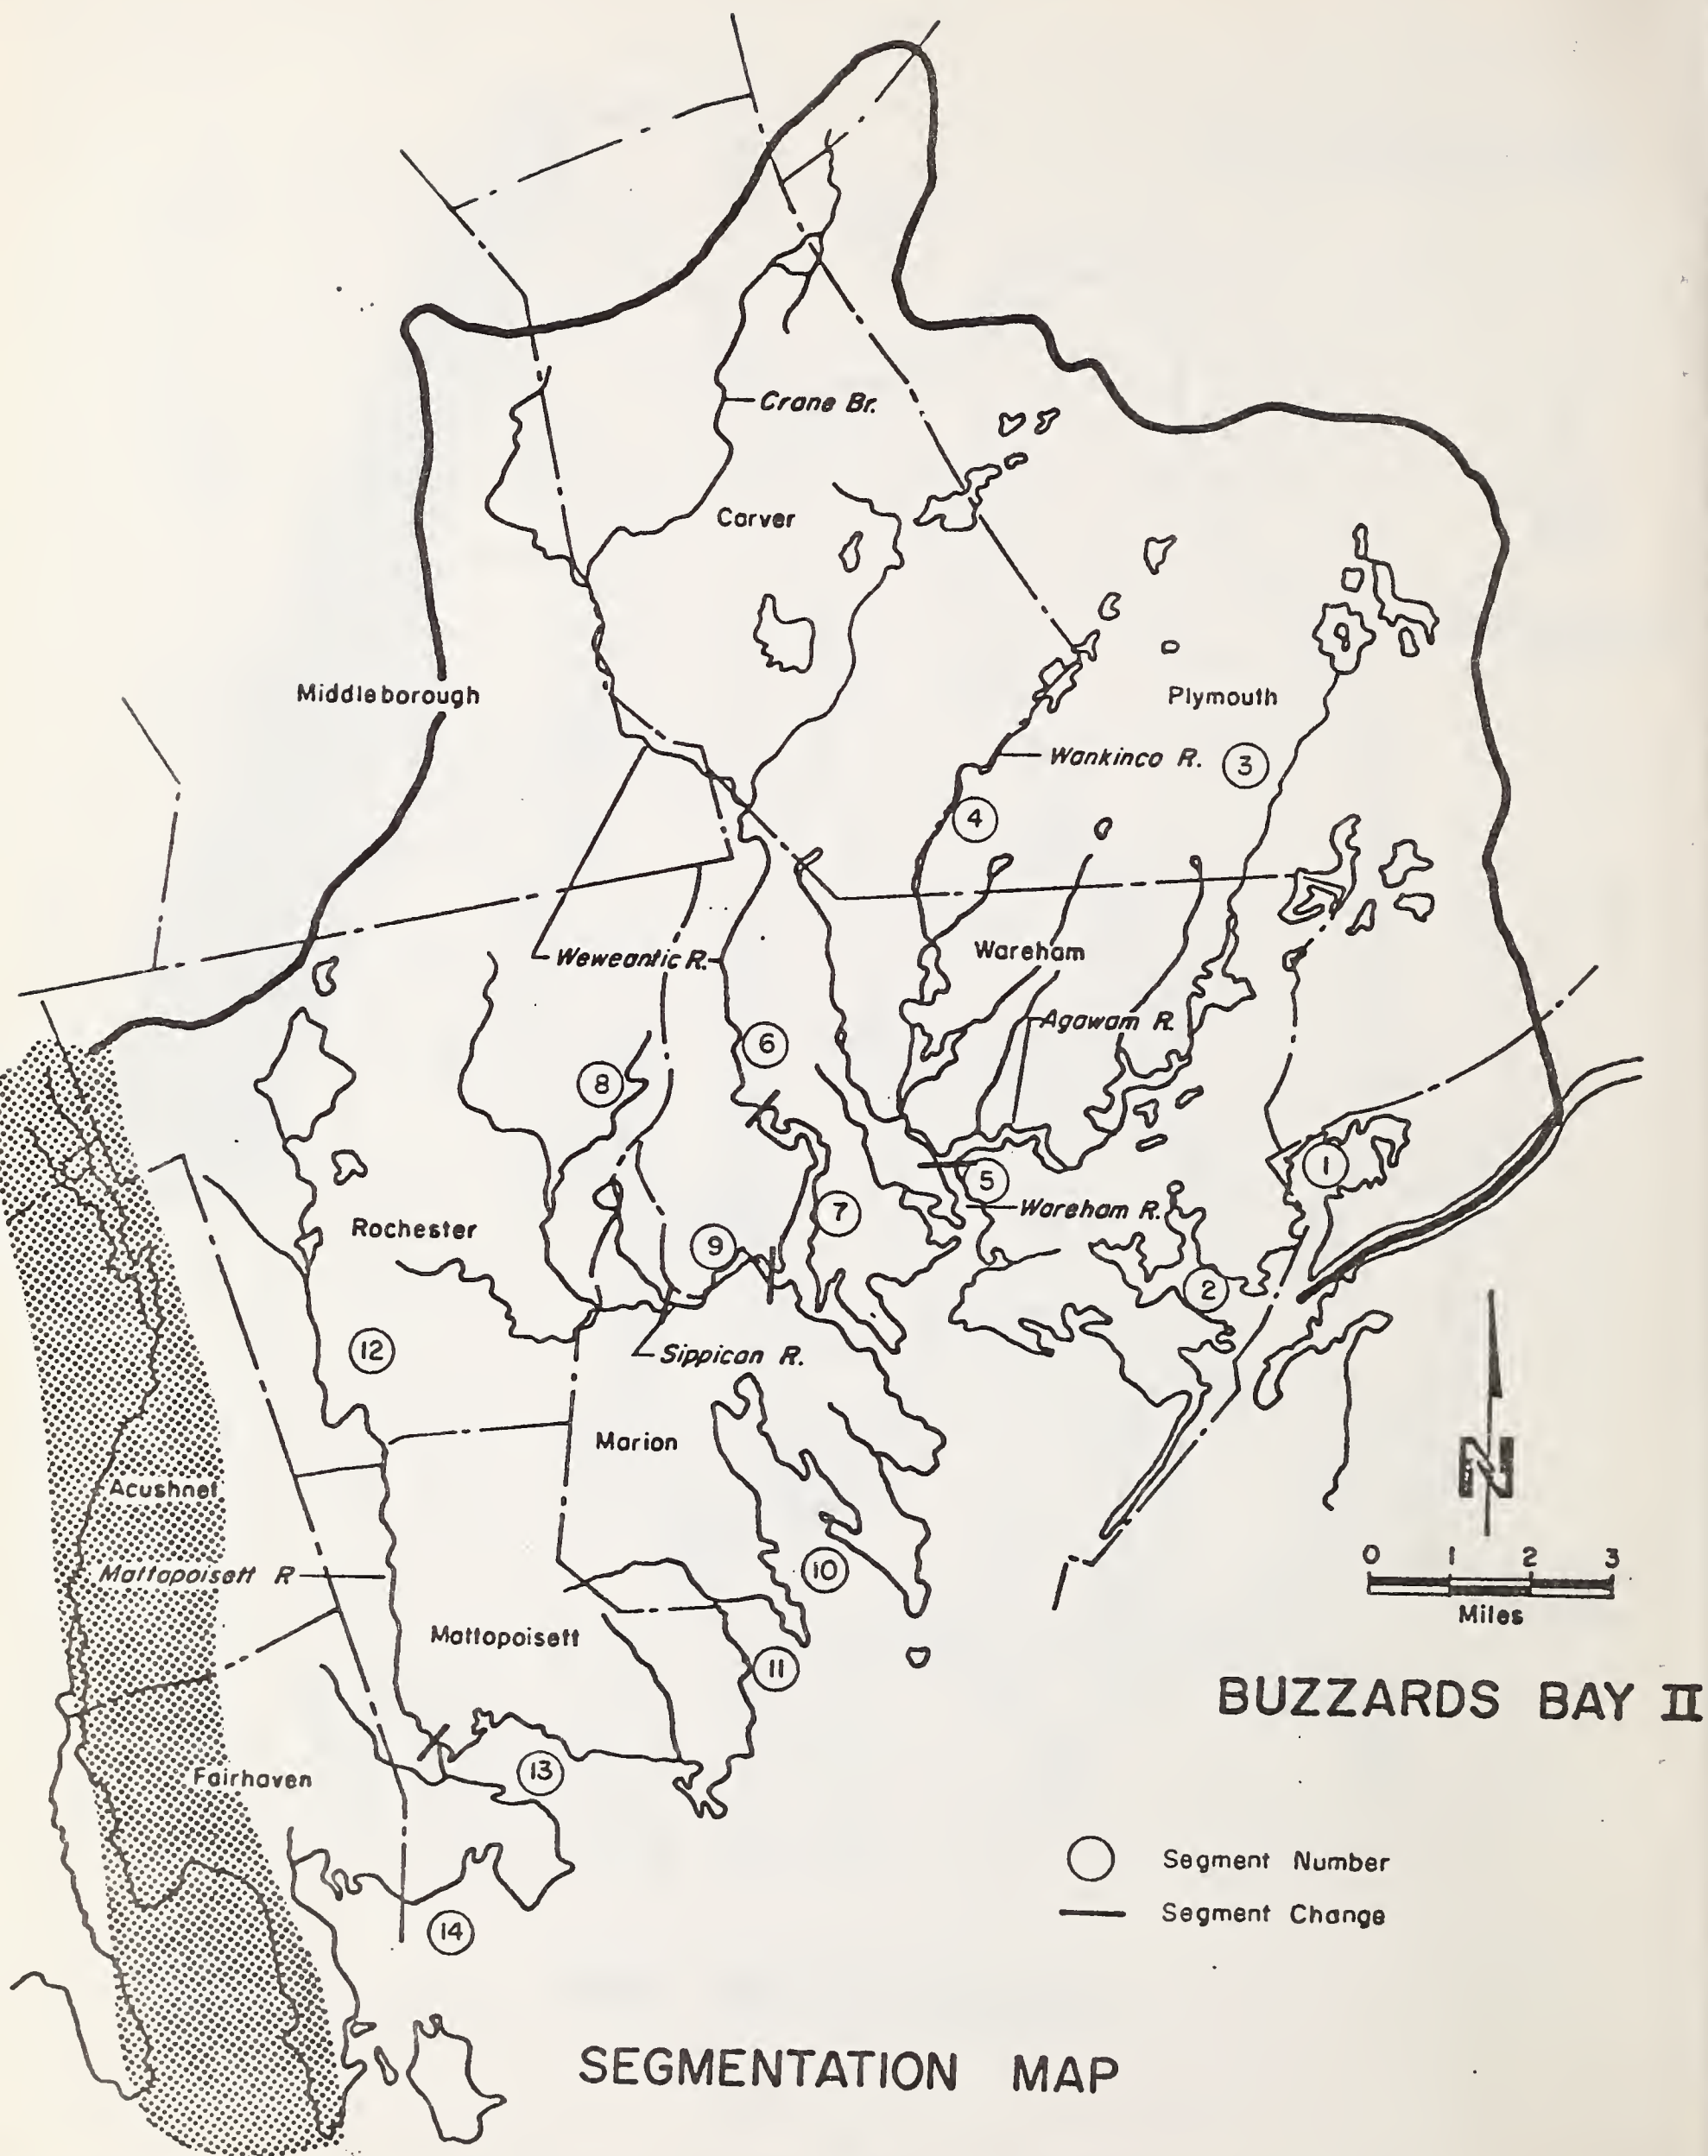 Crane Br.
Carver
Middleborough
Plymouth
Wankinco R.
3
4
Wareham
Weweantic R.
Agawam R.
6
8
1
5
7
Wareham R.
Rochester
9
2
12
Sippican R.
Marion
N
Acushnet
0 1 2 3
Miles
10
Mattapoisett R
Mattapoisett
11
BUZZARDS BAY II
13
Fairhaven
Segment Number
Segment Change
14
SEGMENTATION MAP